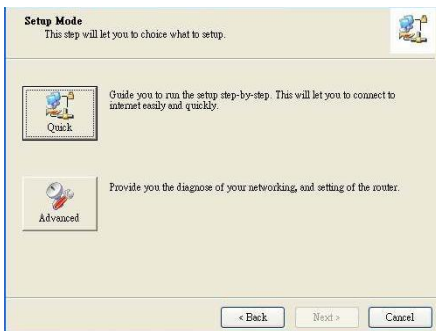 Setup Mode
This step will let you to choice what to setup.
Quick
Guide you to run the setup step-by-step. This will let you to connect to
internet easily and quickly.
Advanced
Provide you the diagnose of your networking, and setting of the router.
< Back
Next >
Cancel